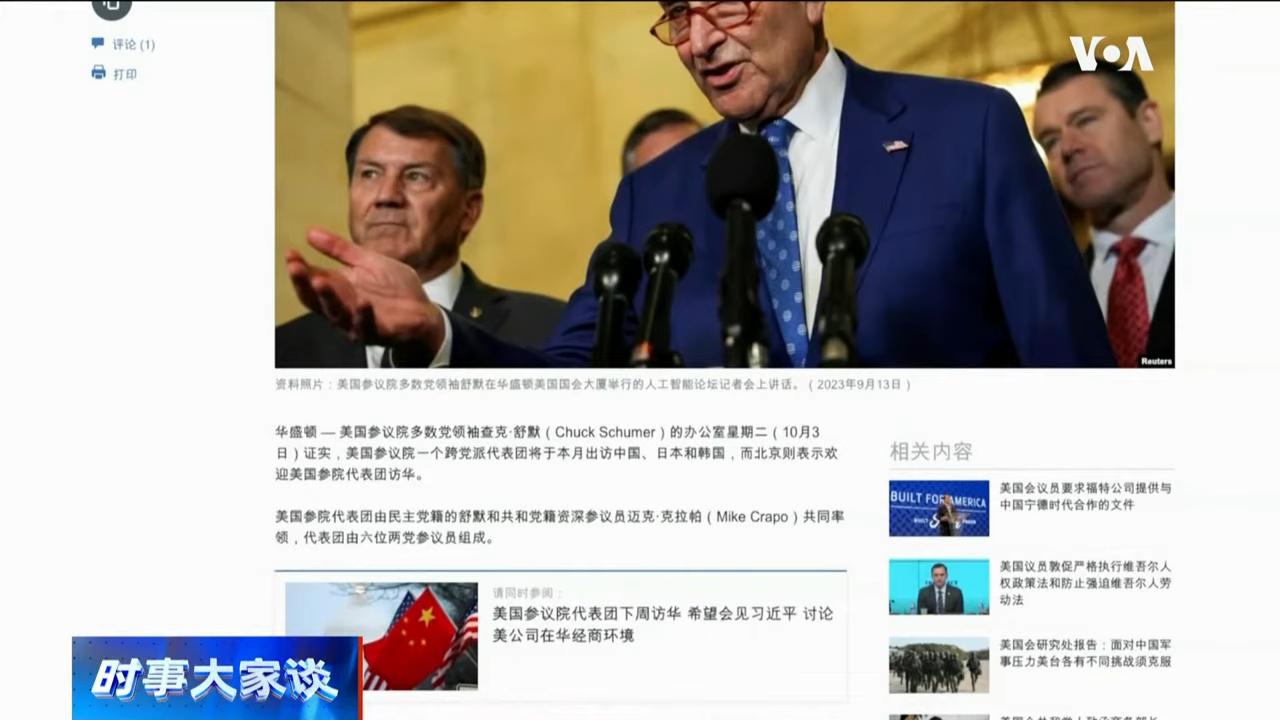 评论 (1)
打印
VOA
Reuters
资料照片：美国参议院多数党领袖舒默在华盛顿美国国会大厦举行的人工智能论坛记者会上讲话。（2023年9月13日）
华盛顿 — 美国参议院多数党领袖查克·舒默（Chuck Schumer）的办公室星期二（10月3
日）证实，美国参议院一个跨党派代表团将于本月出访中国、日本和韩国，而北京则表示欢
迎美国参院代表团访华。
美国参院代表团由民主党籍的舒默和共和党籍资深参议员迈克·克拉帕（Mike Crapo）共同率
领，代表团由六位两党参议员组成。
请同时参阅：
美国参议院代表团下周访华 希望会见习近平 讨论
美公司在华经商环境
相关内容
BUILT FOR AMERICA
美国会议员要求福特公司提供与
中国宁德时代合作的文件
美国议员敦促严格执行维吾尔人
权政策法和防止强迫维吾尔人劳
动法
美国会研究处报告：面对中国军
事压力美台各有不同挑战须克服
时事大家谈